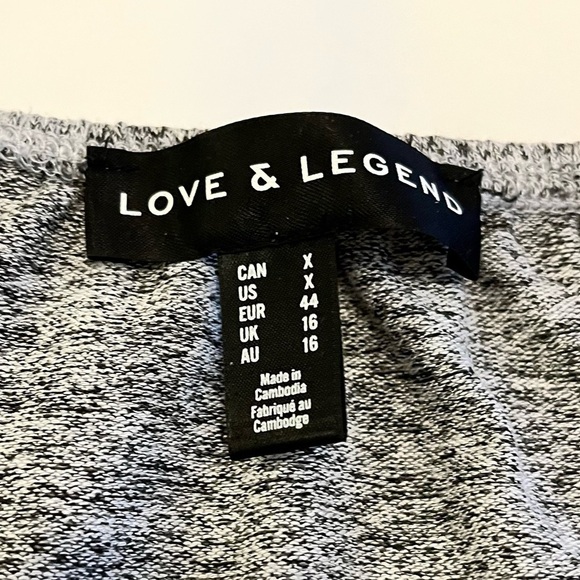 LOVE & LEGEND
CAN X
US X
EUR 44
UK 16
AU 16
Made in
Cambodia
Fabriqué au
Cambodge